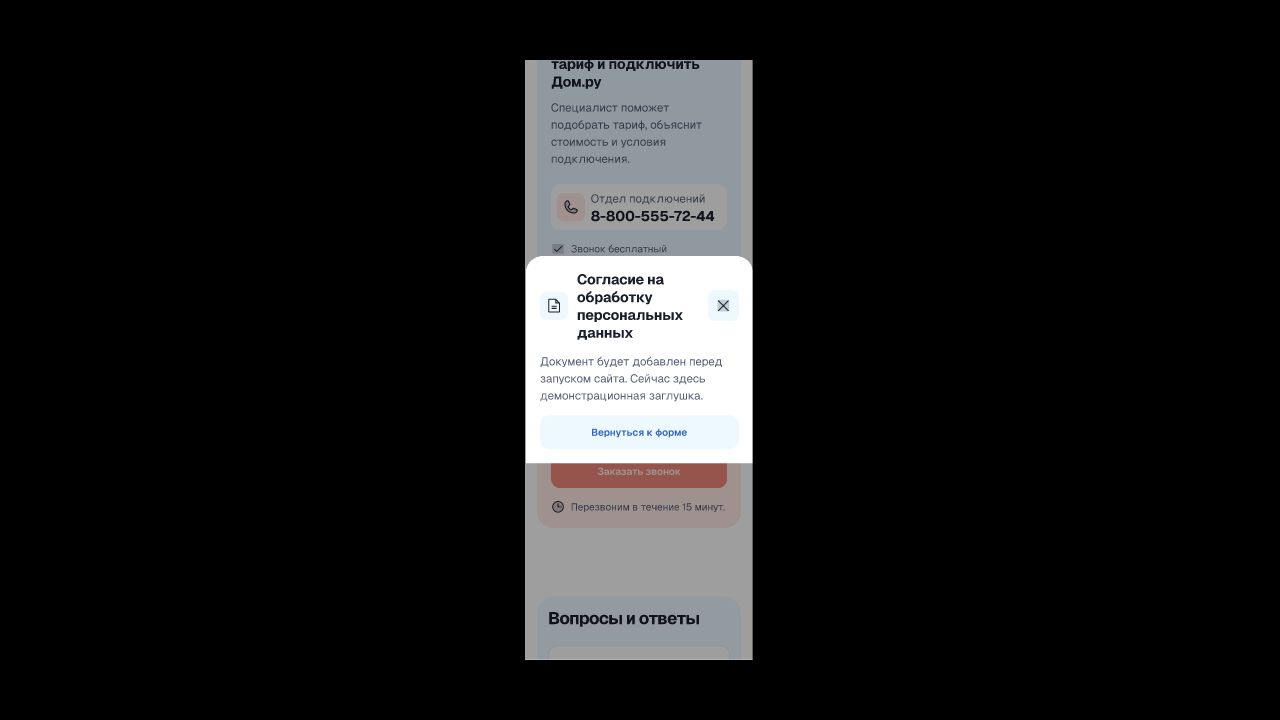 тариф и подключить
Дом.ру
Специалист поможет
подобрать тариф, объяснит
стоимость и условия
подключения.
Отдел подключений
8-800-555-72-44
Звонок бесплатный
Согласие на
обработку
персональных
данных
Документ будет добавлен перед
запуском сайта. Сейчас здесь
демонстрационная заглушка.
Вернуться к форме
Заказать звонок
Перезвоним в течение 15 минут.
Вопросы и ответы